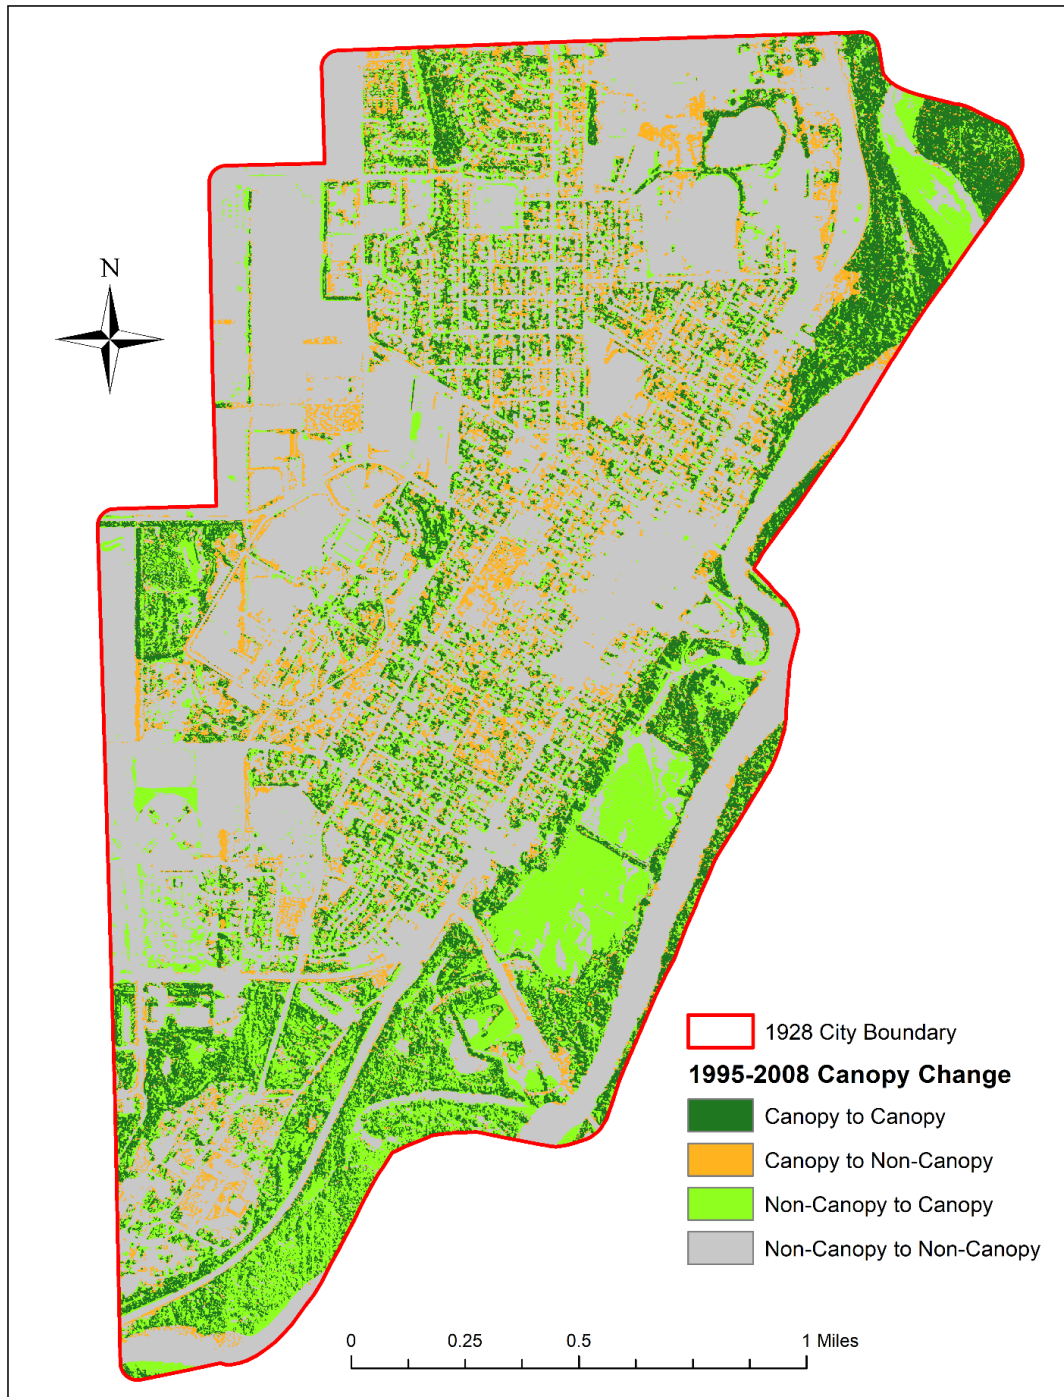 N
1928 City Boundary
1995-2008 Canopy Change
Canopy to Canopy
Canopy to Non-Canopy
Non-Canopy to Canopy
Non-Canopy to Non-Canopy
0 0.25 0.5 1 Miles